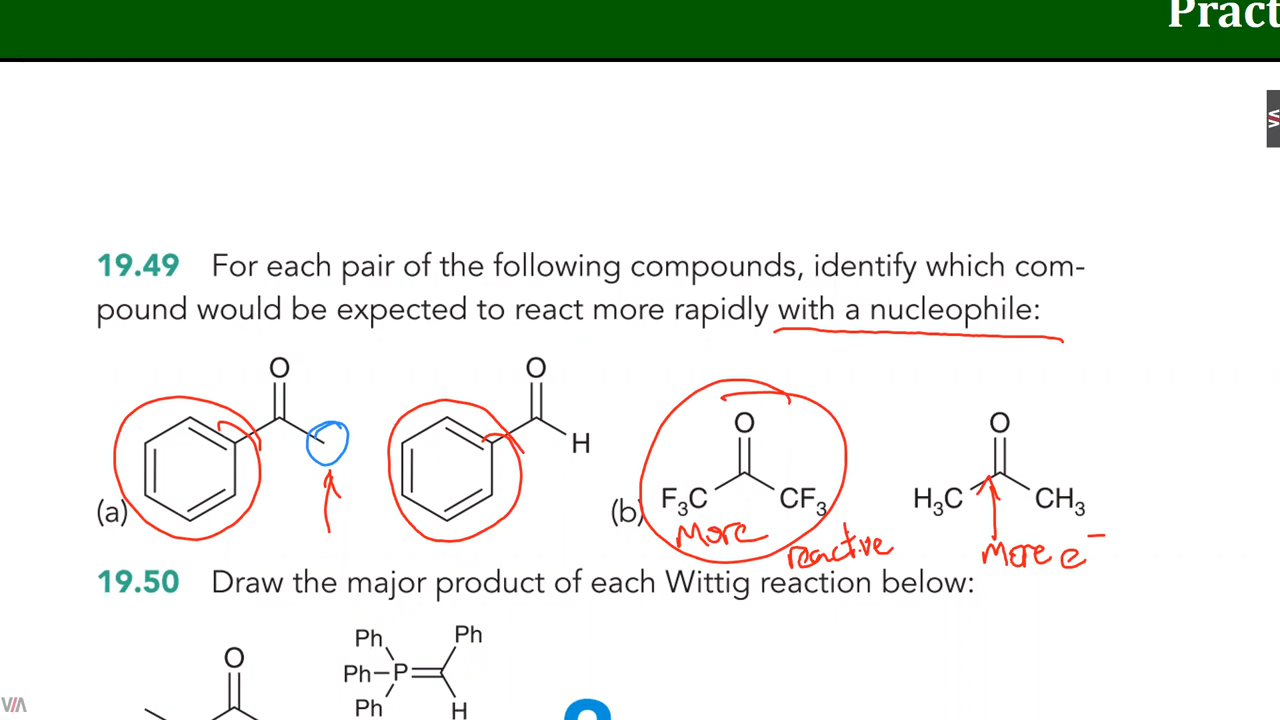 Pract
19.49 For each pair of the following compounds, identify which com-
pound would be expected to react more rapidly with a nucleophile:
O O
H
(a)
O O
(b) F₃C CF₃ H₃C CH₃
More reactive More e⁻
19.50 Draw the major product of each Wittig reaction below:
Ph Ph
O Ph P
Ph H
VIA